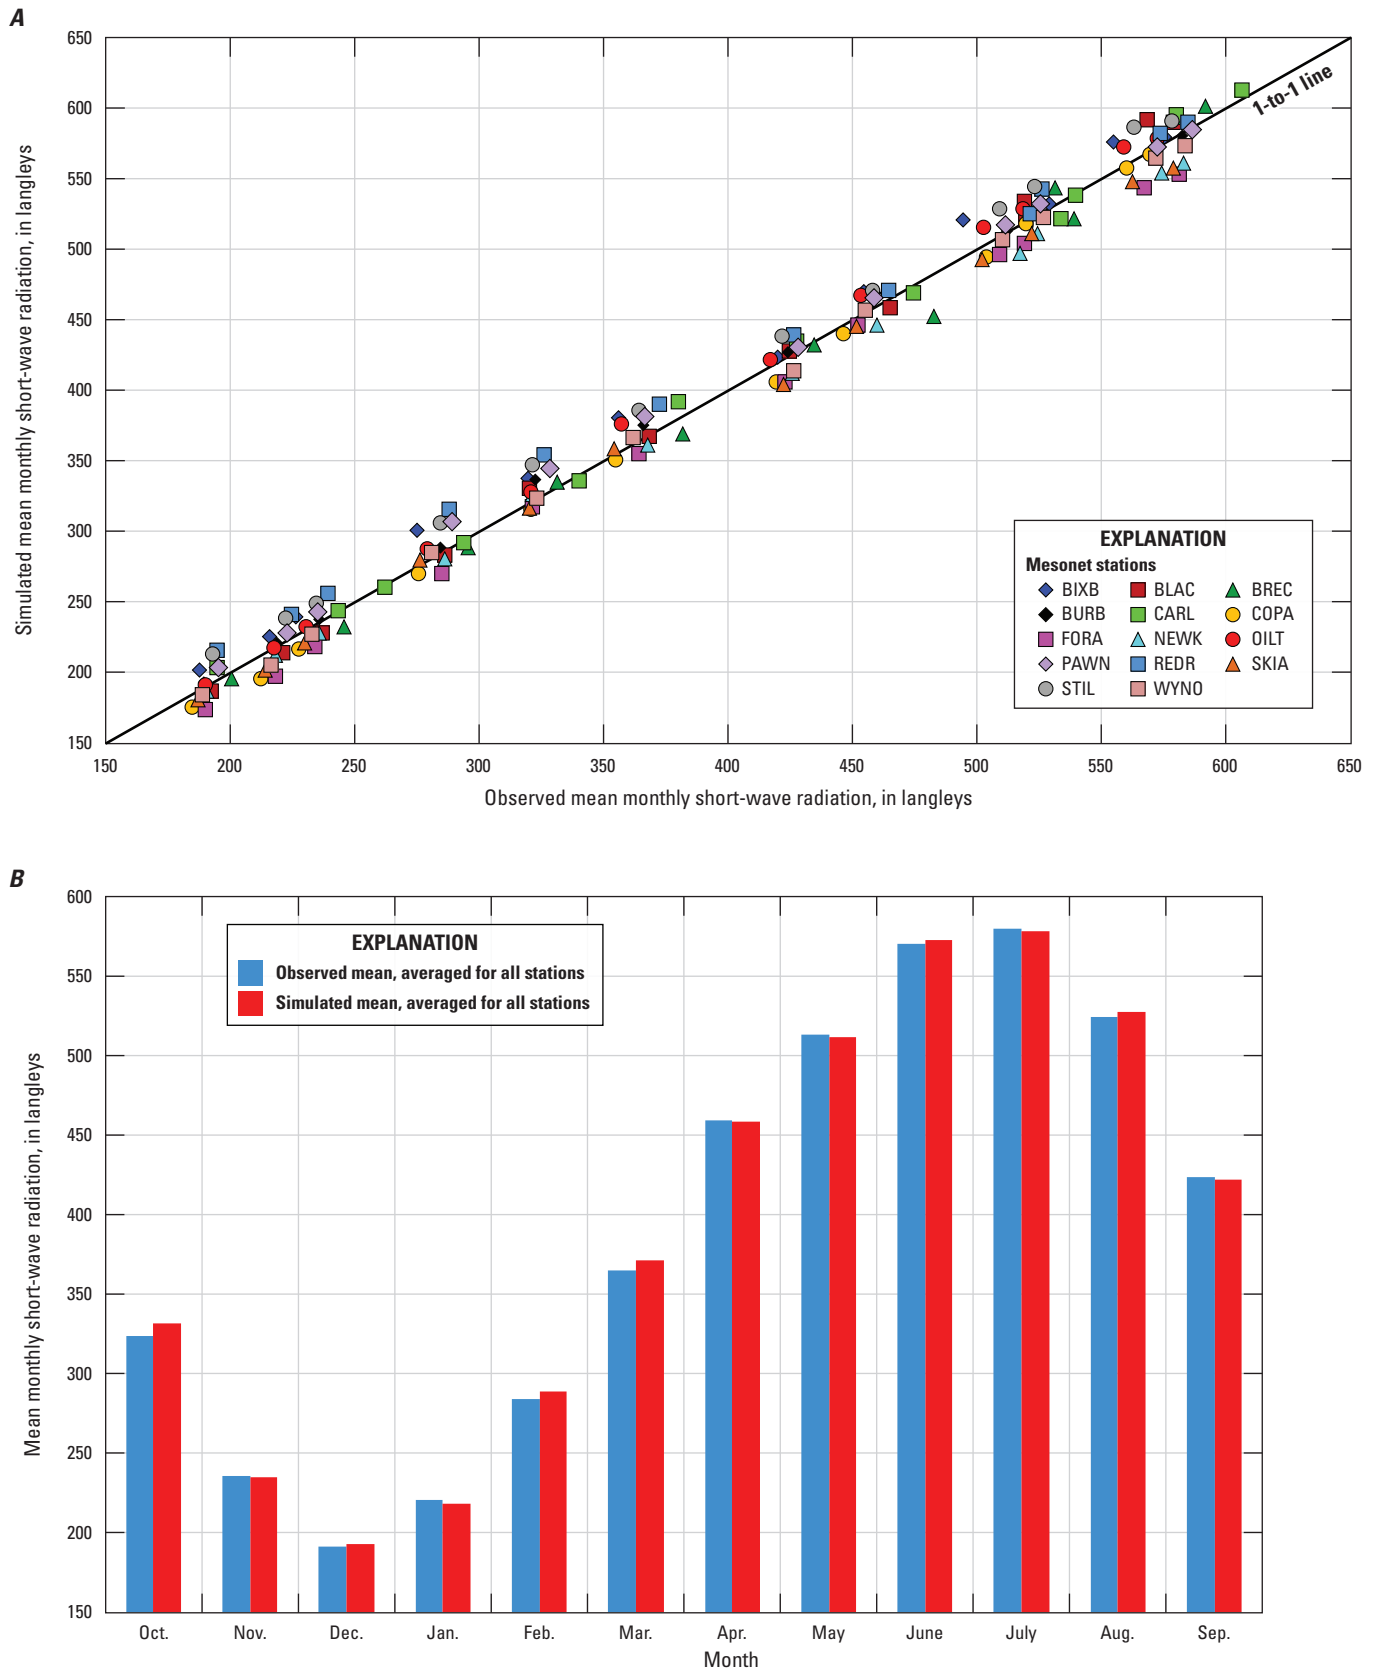 A
650
600
550
500
450
400
350
300
250
200
150
Simulated mean monthly short-wave radiation, in langleys
1-to-1 line
EXPLANATION
Mesonet stations
BIXB BLAC BREC
BURB CARL COPA
FORA NEWK OILT
PAWN REDR SKIA
STIL WYNO
150 200 250 300 350 400 450 500 550 600 650
Observed mean monthly short-wave radiation, in langleys
B
600
550
500
450
400
350
300
250
200
150
Mean monthly short-wave radiation, in langleys
EXPLANATION
Observed mean, averaged for all stations
Simulated mean, averaged for all stations
Oct. Nov. Dec. Jan. Feb. Mar. Apr. May June July Aug. Sep.
Month